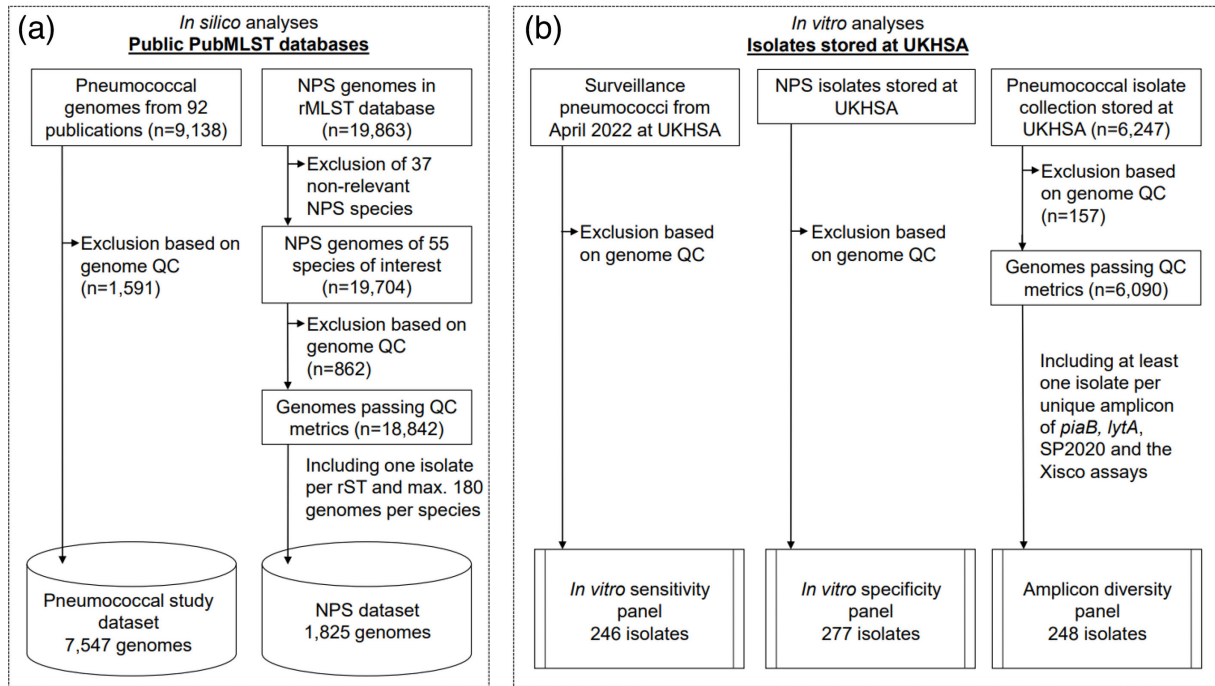 (a)
In silico analyses
Public PubMLST databases
Pneumococcal
genomes from 92
publications (n=9,138)
Exclusion based on
genome QC
(n=1,591)
Pneumococcal study
dataset
7,547 genomes
NPS genomes in
rMLST database
(n=19,863)
Exclusion of 37
non-relevant
NPS species
NPS genomes of 55
species of interest
(n=19,704)
Exclusion based on
genome QC
(n=862)
Genomes passing QC
metrics (n=18,842)
Including one isolate
per rST and max. 180
genomes per species
NPS dataset
1,825 genomes
(b)
In vitro analyses
Isolates stored at UKHSA
Surveillance
pneumococci from
April 2022 at UKHSA
Exclusion based
on genome QC
In vitro sensitivity
panel
246 isolates
NPS isolates stored at
UKHSA
Exclusion based
on genome QC
In vitro specificity
panel
277 isolates
Pneumococcal isolate
collection stored at
UKHSA (n=6,247)
Exclusion based
on genome QC
(n=157)
Genomes passing QC
metrics (n=6,090)
Including at least
one isolate per
unique amplicon
of piaB, lytA,
SP2020 and the
Xisco assays
Amplicon diversity
panel
248 isolates